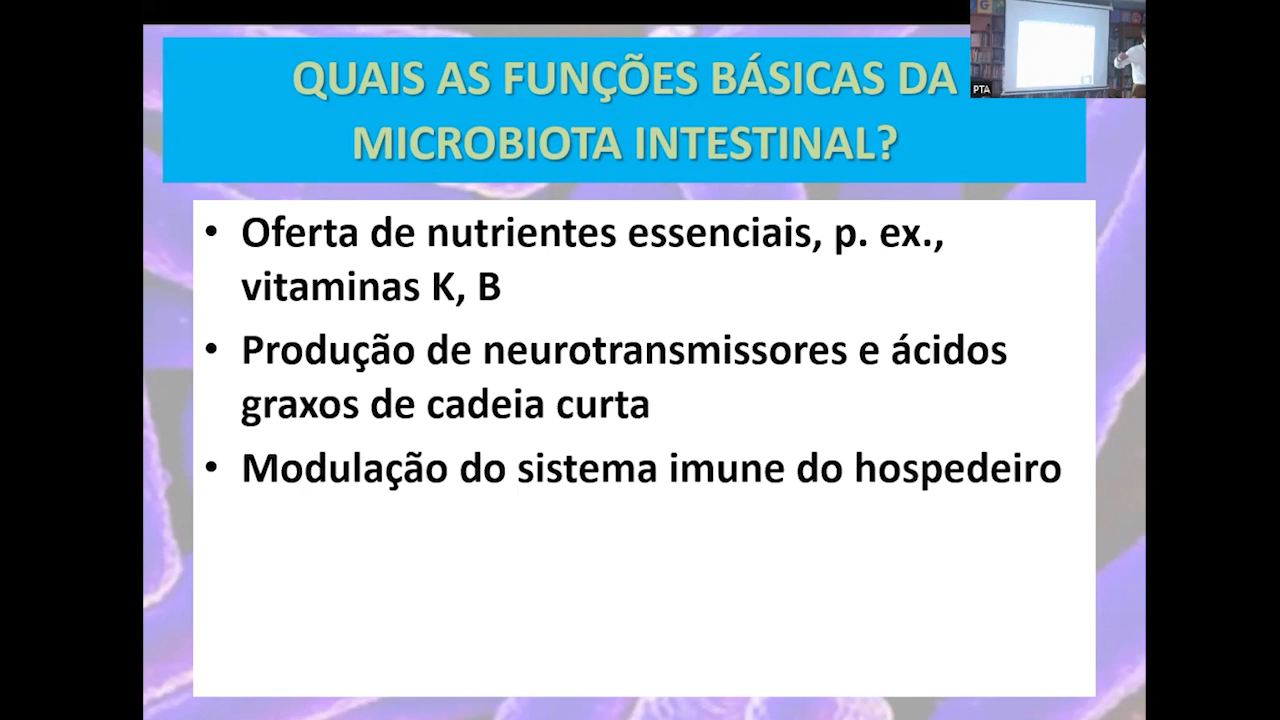 QUAIS AS FUNÇÕES BÁSICAS DA
MICROBIOTA INTESTINAL?
PTA
• Oferta de nutrientes essenciais, p. ex.,
vitaminas K, B
• Produção de neurotransmissores e ácidos
graxos de cadeia curta
• Modulação do sistema imune do hospedeiro